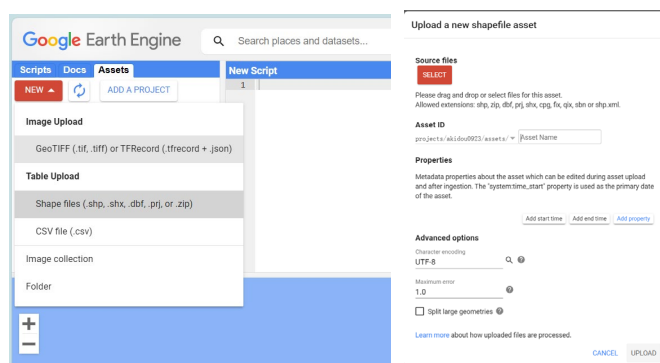 Google Earth Engine
Search places and datasets...
Scripts Docs Assets
NEW
ADD A PROJECT
Image Upload
GeoTIFF (.tif, .tiff) or TFRecord (.tfrecord + .json)
Table Upload
Shape files (.shp, .shx, .dbf, .prj, or .zip)
CSV file (.csv)
Image collection
Folder
New Script
1
+
−
Upload a new shapefile asset
Source files
SELECT
Please drag and drop or select files for this asset.
Allowed extensions: shp, zip, dbf, prj, shx, cpg, fix, qix, sbn or shp.xml.
Asset ID
projects/akidou0923/assets/ Asset Name
Properties
Metadata properties about the asset which can be edited during asset upload
and after ingestion. The "system:time_start" property is used as the primary date
of the asset.
Add start time Add end time Add property
Advanced options
Character encoding
UTF-8
Maximum error
1.0
Split large geometries
Learn more about how uploaded files are processed.
CANCEL UPLOAD